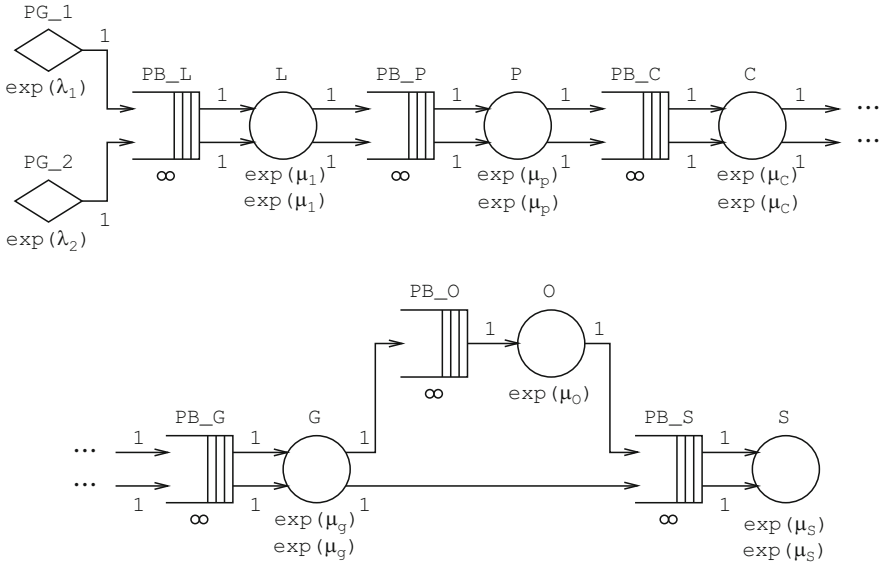 PG_1
1
exp(λ1)
PG_2
1
exp(λ2)
PB_L
∞
1
1
L
exp(μ1)
exp(μ1)
1
1
PB_P
∞
1
1
P
exp(μp)
exp(μp)
1
1
PB_C
∞
1
1
C
exp(μC)
exp(μC)
1
1
...
...
...
...
1
1
PB_G
∞
1
1
G
exp(μg)
exp(μg)
1
1
PB_O
∞
1
O
exp(μO)
1
PB_S
∞
1
1
S
exp(μS)
exp(μS)